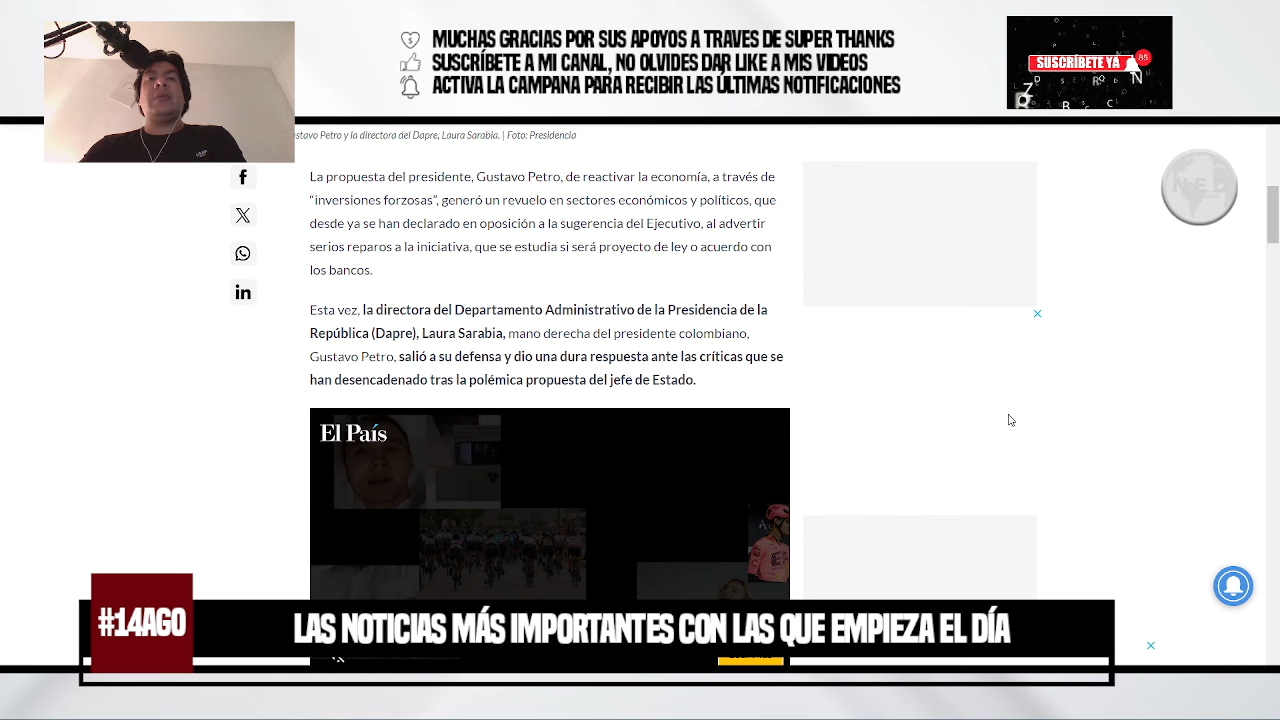 MUCHAS GRACIAS POR SUS APOYOS A TRAVES DE SUPER THANKS
SUSCRÍBETE A MI CANAL, NO OLVIDES DAR LIKE A MIS VIDEOS
ACTIVA LA CAMPANA PARA RECIBIR LAS ÚLTIMAS NOTIFICACIONES
SUSCRÍBETE YA
85
stavo Petro y la directora del Dapre, Laura Sarabia. | Foto: Presidencia
La propuesta del presidente, Gustavo Petro, de reactivar la economía, a través de
“inversiones forzosas”, generó un revuelo en sectores económicos y políticos, que
desde ya se han declarado en oposición a la sugerencia del Ejecutivo, al advertir
serios reparos a la iniciativa, que se estudia si será proyecto de ley o acuerdo con
los bancos.
NED
Esta vez, la directora del Departamento Administrativo de la Presidencia de la
República (Dapre), Laura Sarabia, mano derecha del presidente colombiano,
Gustavo Petro, salió a su defensa y dio una dura respuesta ante las críticas que se
han desencadenado tras la polémica propuesta del jefe de Estado.
El País
#14AGO
LAS NOTICIAS MÁS IMPORTANTES CON LAS QUE EMPIEZA EL DÍA